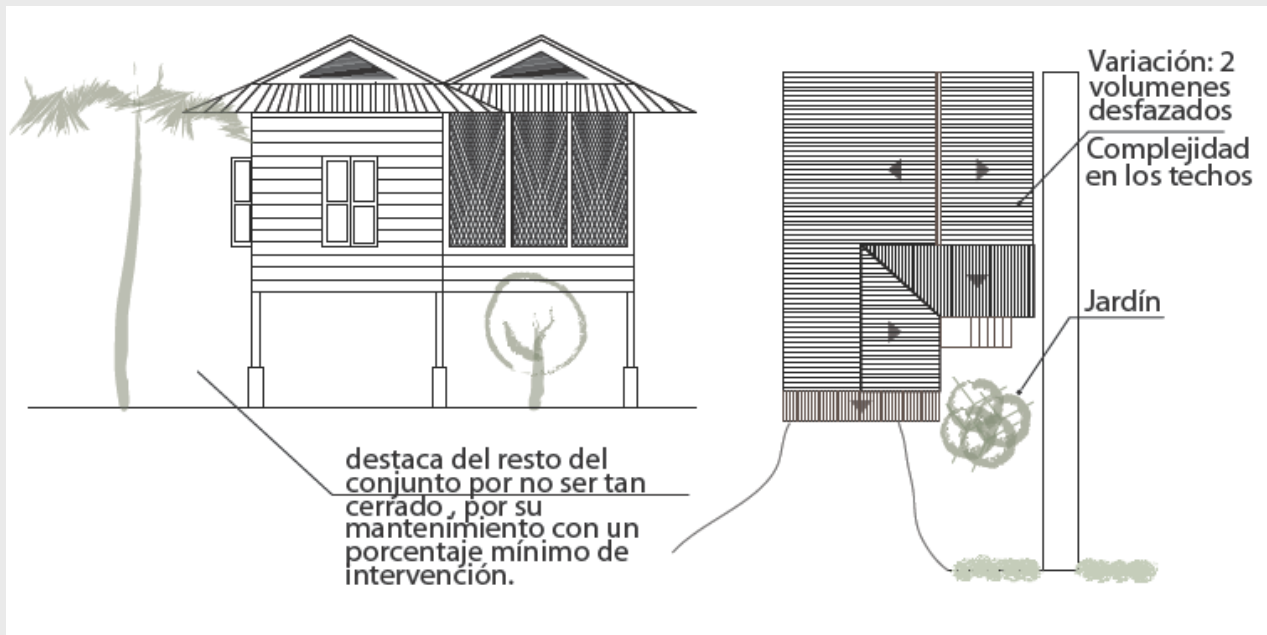 Variación: 2
volumenes
desfazados
Complejidad
en los techos
Jardín
destaca del resto del
conjunto por no ser tan
cerrado , por su
mantenimiento con un
porcentaje mínimo de
intervención.